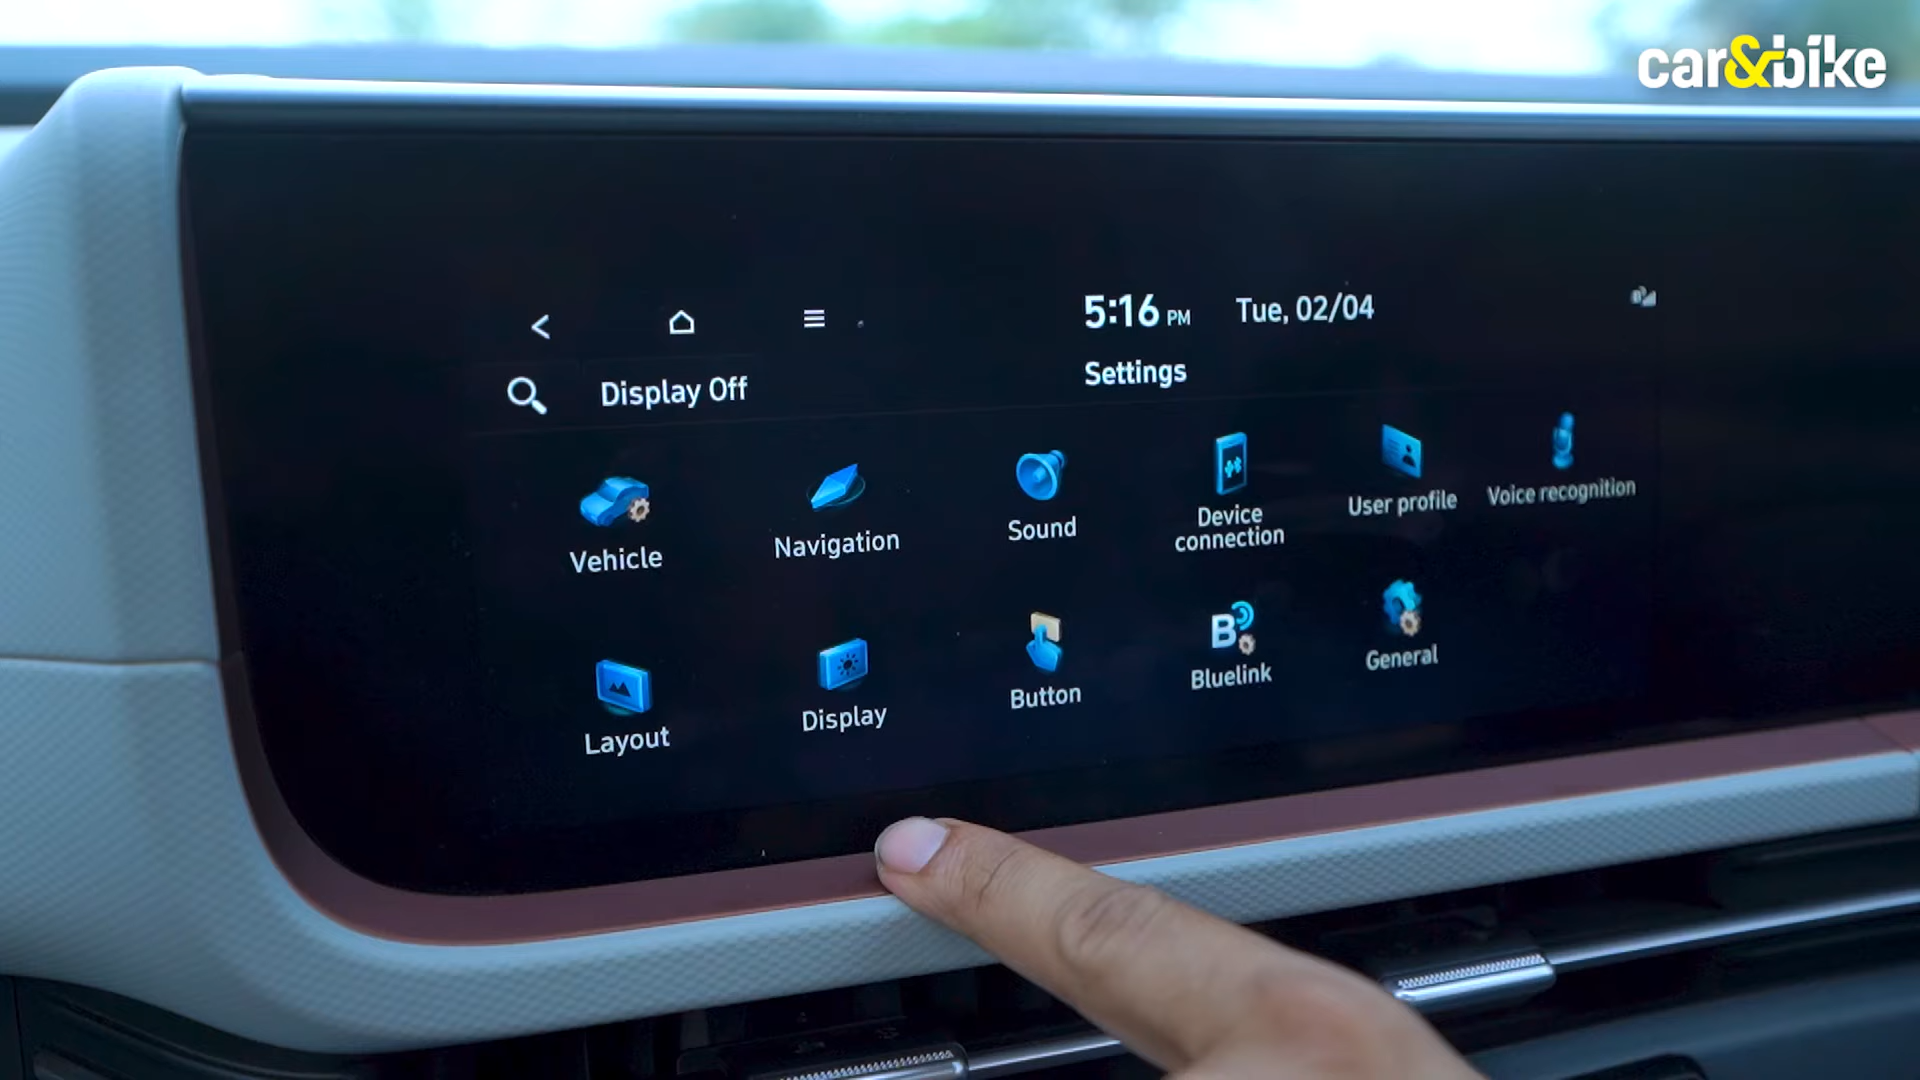 car&bike
5:16 PM Tue, 02/04
Display Off
Settings
Vehicle
Navigation
Sound
Device
connection
User profile
Voice recognition
Layout
Display
Button
B
Bluelink
General